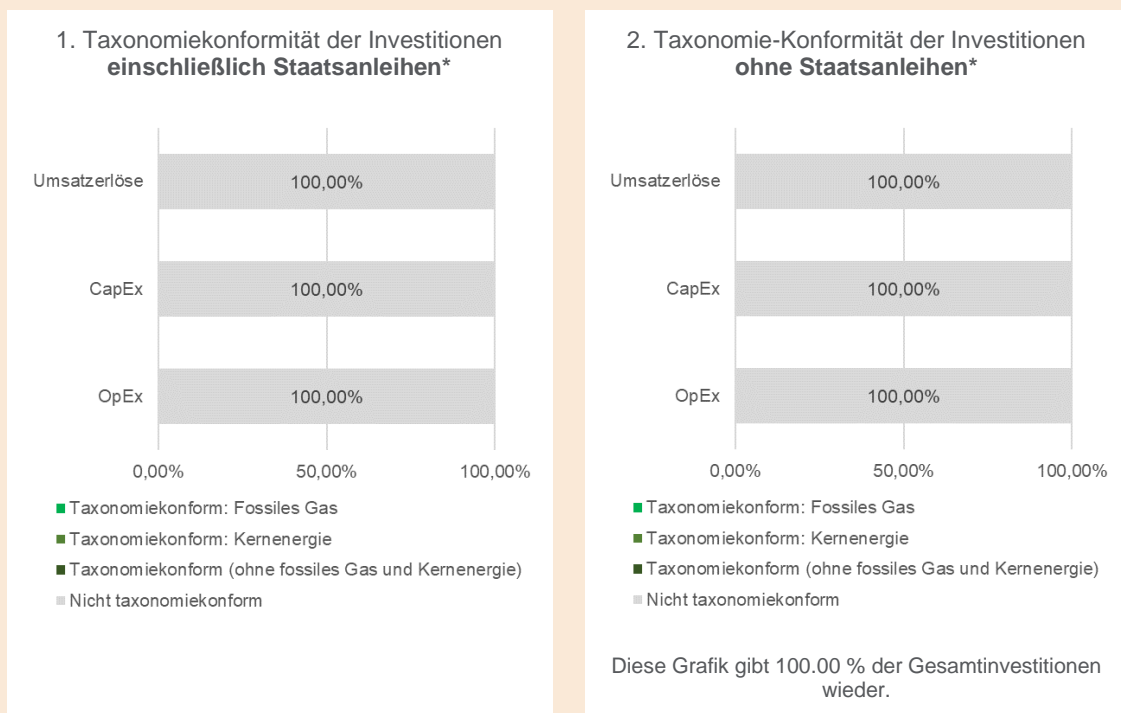 1. Taxonomiekonformität der Investitionen
einschließlich Staatsanleihen*
Umsatzerlöse
100,00%
CapEx
100,00%
OpEx
100,00%
0,00%
50,00%
100,00%
Taxonomiekonform: Fossiles Gas
Taxonomiekonform: Kernenergie
Taxonomiekonform (ohne fossiles Gas und Kernenergie)
Nicht taxonomiekonform
2. Taxonomie-Konformität der Investitionen
ohne Staatsanleihen*
Umsatzerlöse
100,00%
CapEx
100,00%
OpEx
100,00%
0,00%
50,00%
100,00%
Taxonomiekonform: Fossiles Gas
Taxonomiekonform: Kernenergie
Taxonomiekonform (ohne fossiles Gas und Kernenergie)
Nicht taxonomiekonform
Diese Grafik gibt 100.00 % der Gesamtinvestitionen
wieder.